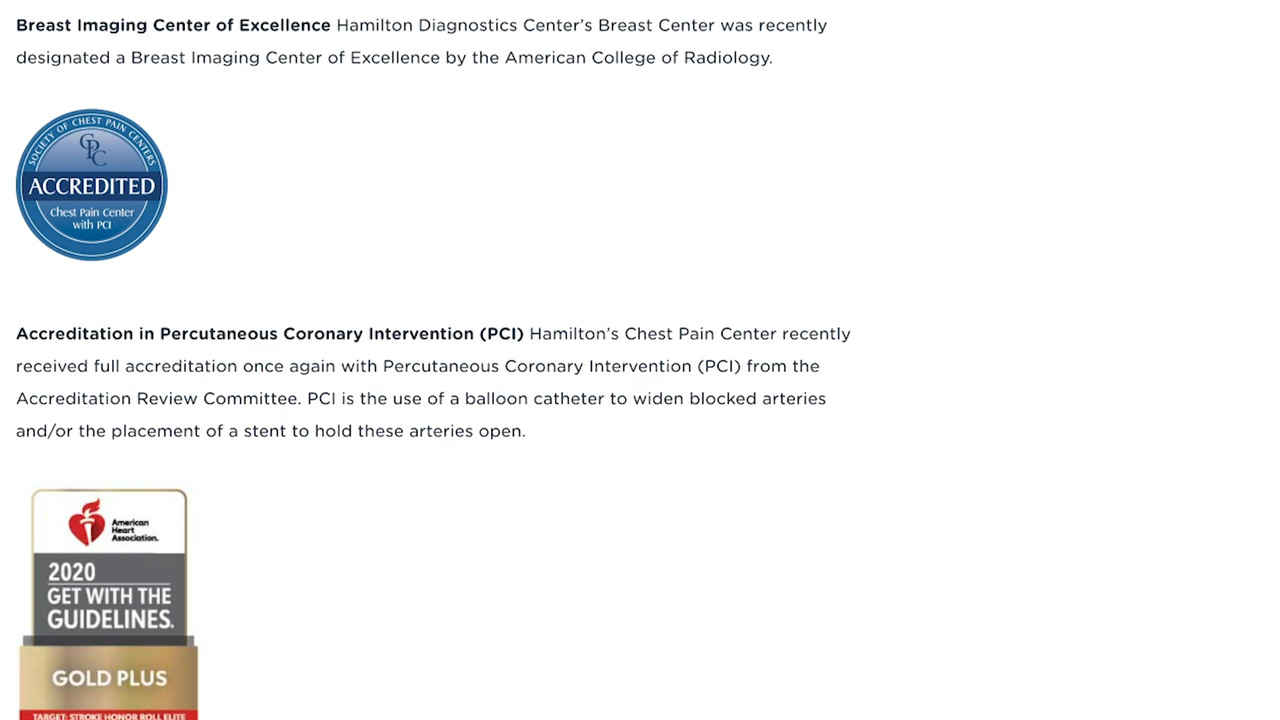 Breast Imaging Center of Excellence Hamilton Diagnostics Center’s Breast Center was recently
designated a Breast Imaging Center of Excellence by the American College of Radiology.
SOCIETY OF CHEST PAIN CENTERS
CPC
ACCREDITED
Chest Pain Center
with PCI
Accreditation in Percutaneous Coronary Intervention (PCI) Hamilton’s Chest Pain Center recently
received full accreditation once again with Percutaneous Coronary Intervention (PCI) from the
Accreditation Review Committee. PCI is the use of a balloon catheter to widen blocked arteries
and/or the placement of a stent to hold these arteries open.
American
Heart
Association.
2020
GET WITH THE
GUIDELINES.
GOLD PLUS
TARGET: STROKE HONOR ROLL ELITE